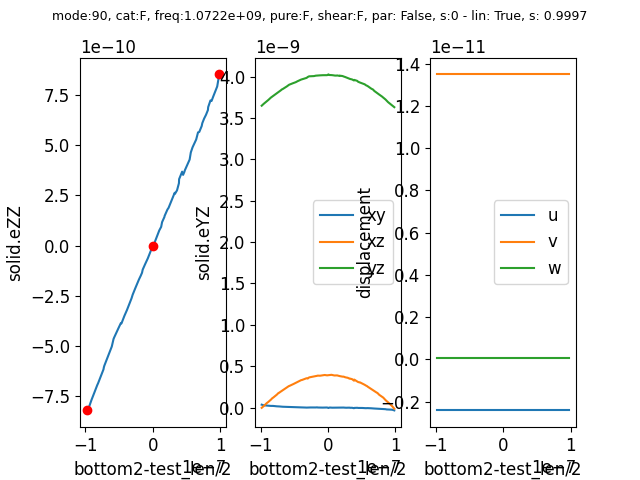 mode:90, cat:F, freq:1.0722e+09, pure:F, shear:F, par: False, s:0 - lin: True, s: 0.9997
1e−10
7.5
5.0
2.5
0.0
−2.5
−5.0
−7.5
solid.eZZ
−1 0 1
1e−7
bottom2-test_len/2
1e−9
4.0
3.5
3.0
2.5
2.0
1.5
1.0
0.5
0.0
solid.eYZ
xy
xz
yz
−1 0 1
1e−7
bottom2-test_len/2
1e−11
1.4
1.2
1.0
0.8
0.6
0.4
0.2
0.0
−0.2
displacement
u
v
w
−1 0 1
1e−7
bottom2-test_len/2